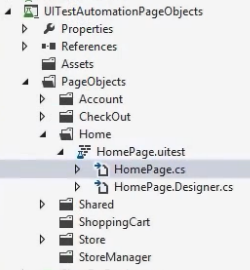 UITestAutomationPageObjects
Properties
References
Assets
PageObjects
Account
CheckOut
Home
HomePage.uitest
HomePage.cs
HomePage.Designer.cs
Shared
ShoppingCart
Store
StoreManager